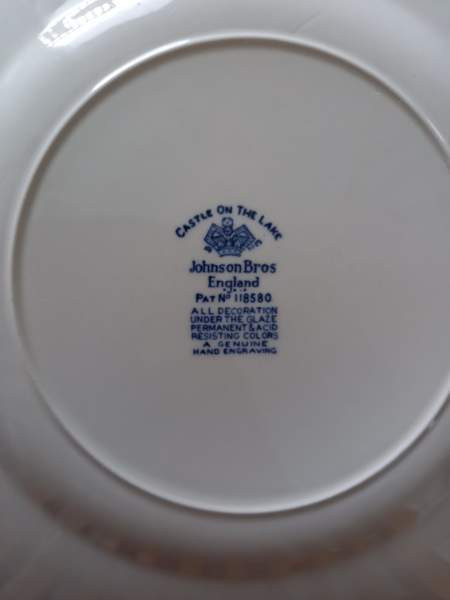 CASTLE ON THE LAKE
Johnson Bros
England
PAT Nº 118580
ALL DECORATION
UNDER THE GLAZE
PERMANENT & ACID
RESISTING COLORS
A GENUINE
HAND ENGRAVING